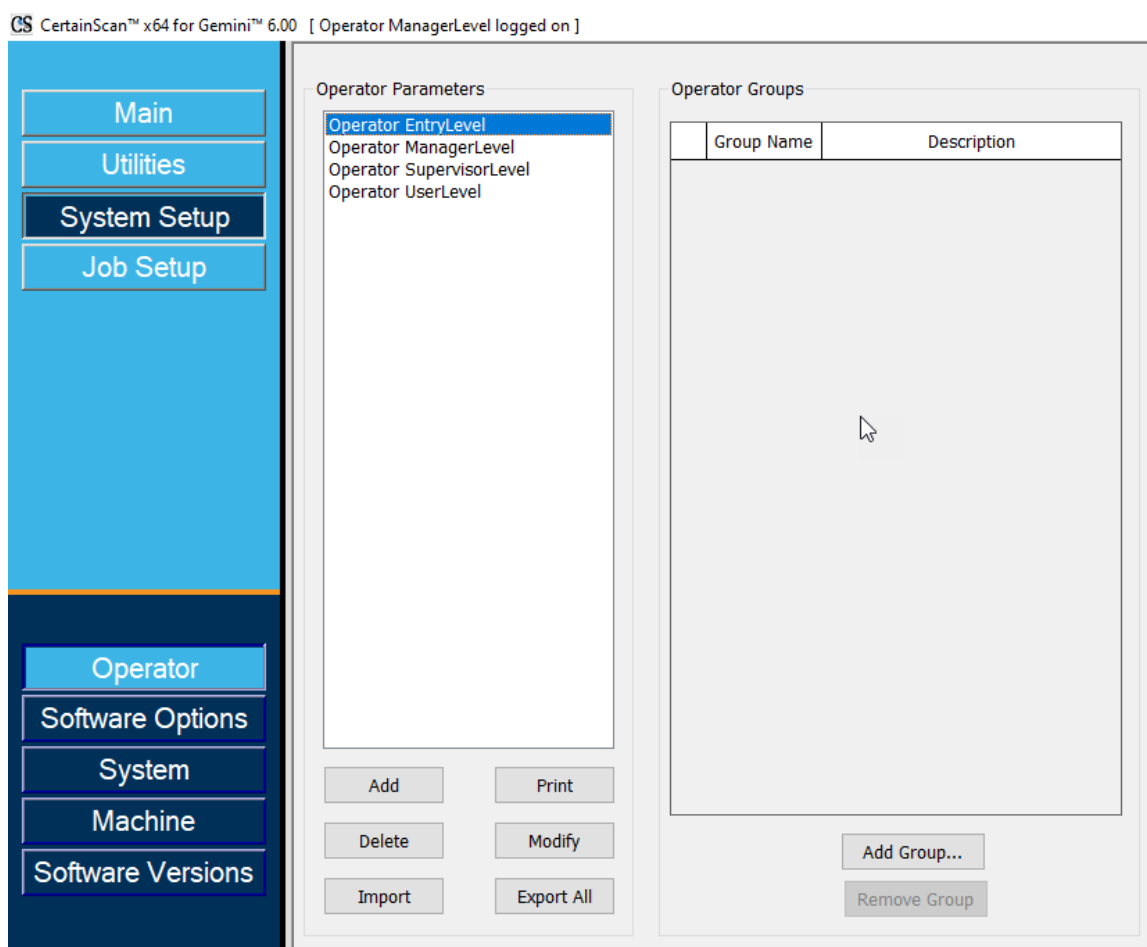 CS CertainScan™ x64 for Gemini™ 6.00 [ Operator ManagerLevel logged on ]
Main
Utilities
System Setup
Job Setup
Operator
Software Options
System
Machine
Software Versions
Operator Parameters
Operator EntryLevel
Operator ManagerLevel
Operator SupervisorLevel
Operator UserLevel
Add Print
Delete Modify
Import Export All
Operator Groups
Group Name Description
Add Group...
Remove Group